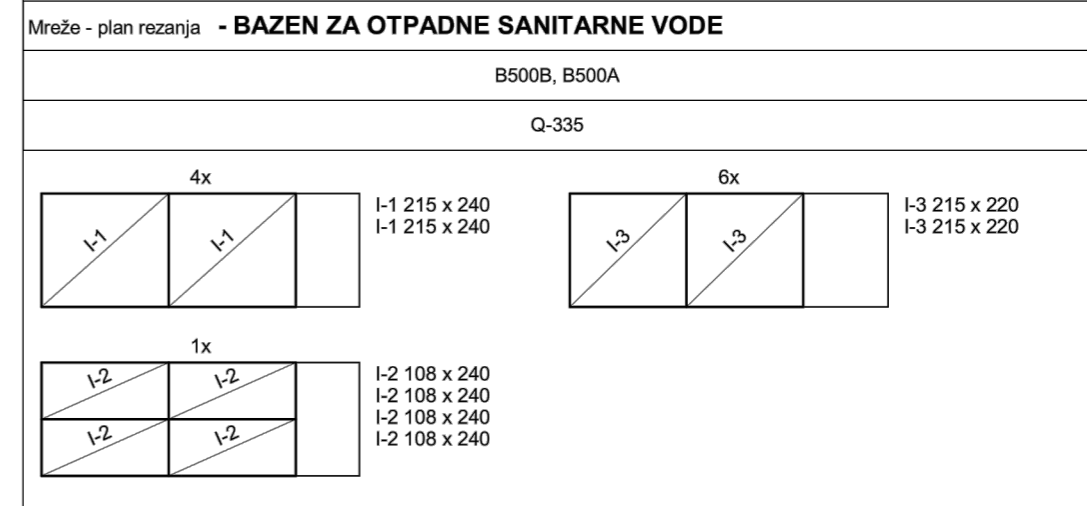 Mreže - plan rezanja - BAZEN ZA OTPADNE SANITARNE VODE
B500B, B500A
Q-335
4x
I-1
I-1
I-1 215 x 240
I-1 215 x 240
6x
I-3
I-3
I-3 215 x 220
I-3 215 x 220
1x
I-2
I-2
I-2
I-2
I-2 108 x 240
I-2 108 x 240
I-2 108 x 240
I-2 108 x 240